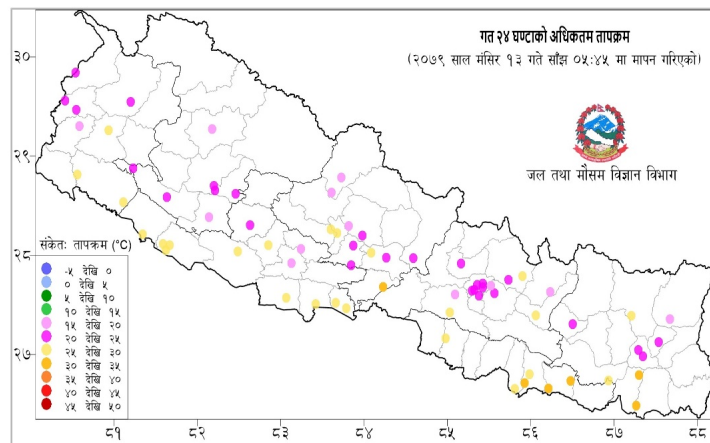 गत २४ घण्टाको अधिकतम तापक्रम
(२०७९ साल मंसिर १३ गते साँझ ०५:४५ मा मापन गरिएको)
जल तथा मौसम विज्ञान विभाग
३०
२९
२८
२७
संकेतः तापक्रम (°C)
-५ देखि ०
० देखि ५
५ देखि १०
१० देखि १५
१५ देखि २०
२० देखि २५
२५ देखि ३०
३० देखि ३५
३५ देखि ४०
४० देखि ४५
४५ देखि ५०
८१ ८२ ८३ ८४ ८५ ८६ ८७ ८८